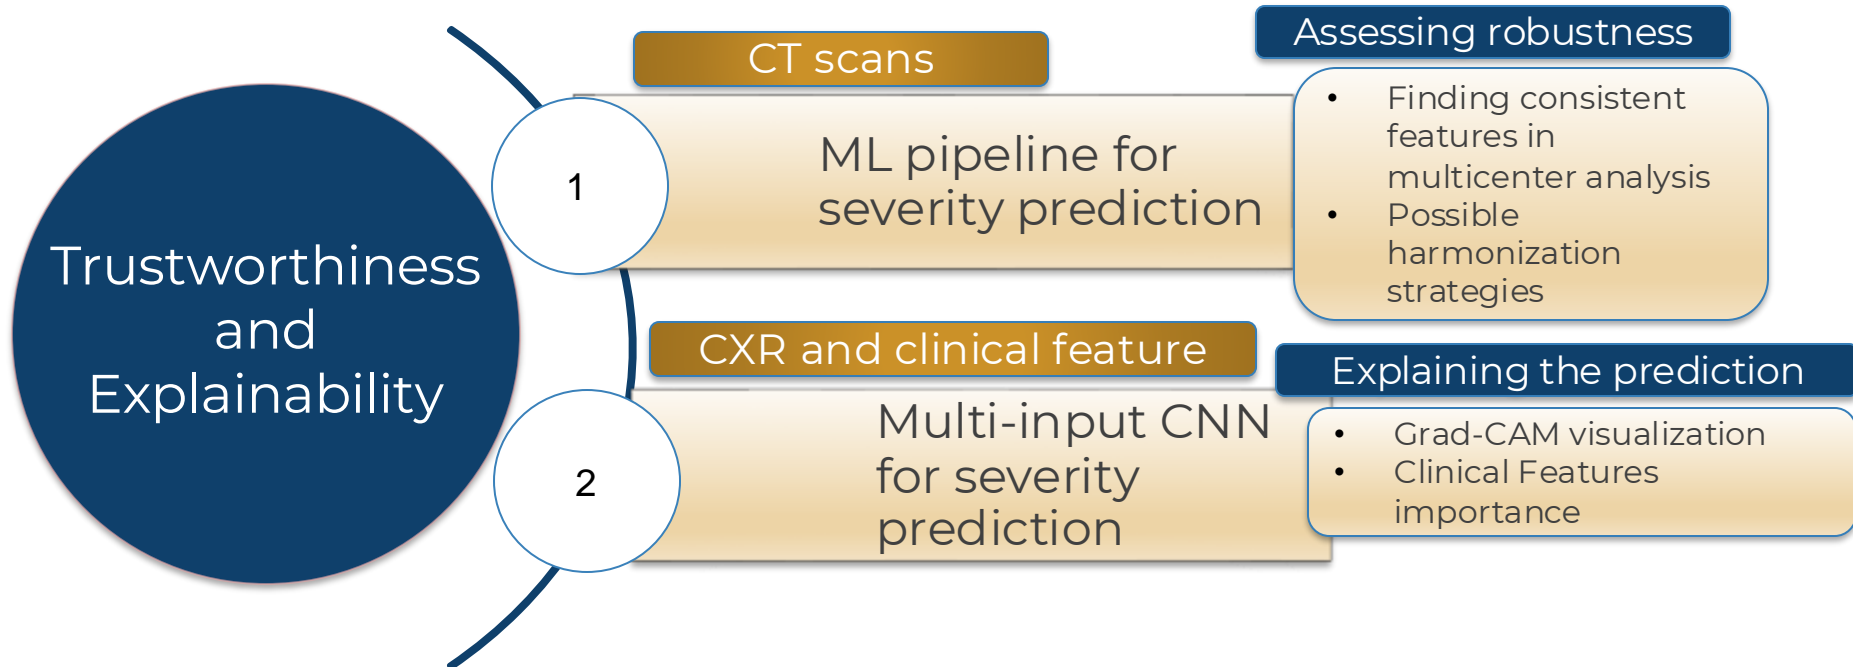 Trustworthiness
and
Explainability
1
CT scans
ML pipeline for
severity prediction
Assessing robustness
• Finding consistent
features in
multicenter analysis
• Possible
harmonization
strategies
2
CXR and clinical feature
Multi-input CNN
for severity
prediction
Explaining the prediction
• Grad-CAM visualization
• Clinical Features
importance